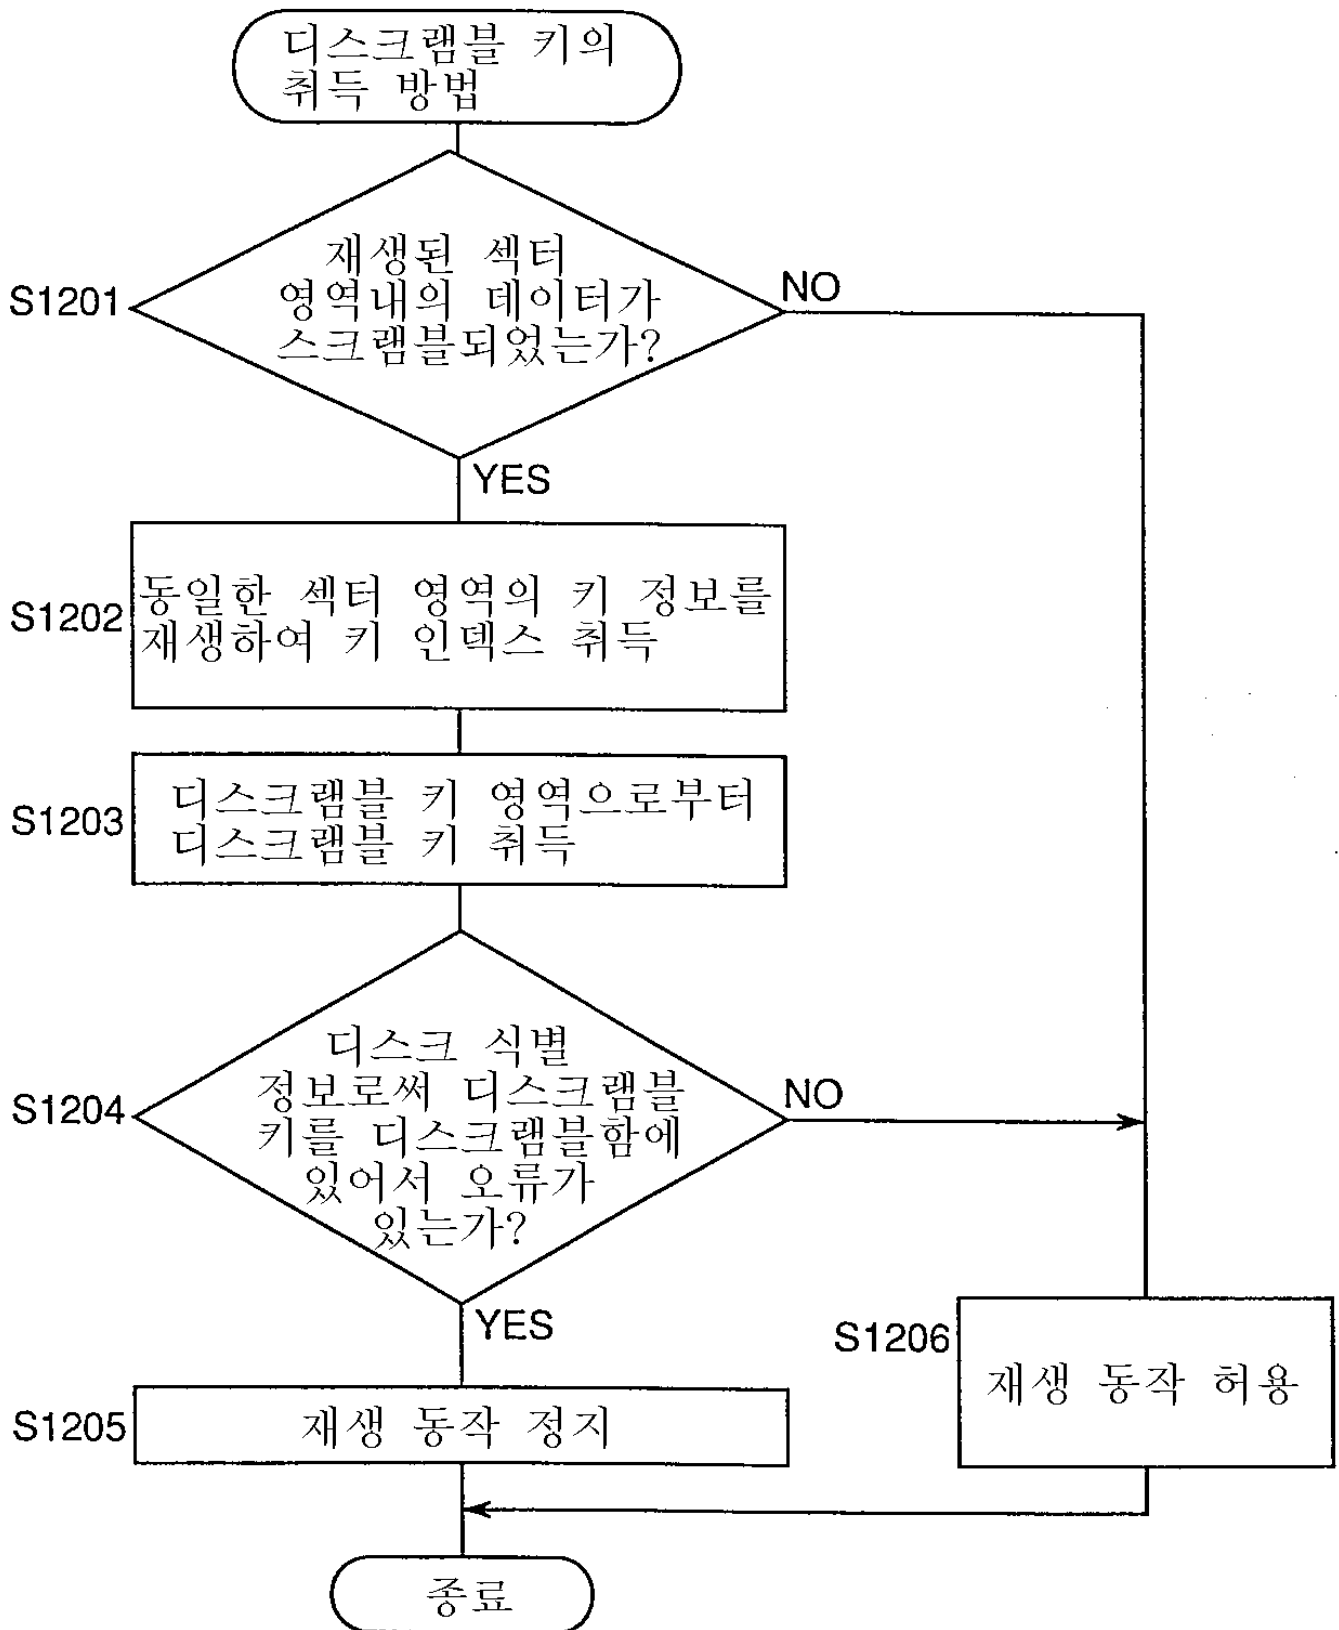 디스크램블 키의
취득 방법
재생된 섹터
영역내의 데이터가
스크램블되었는가?
S1201
NO
YES
S1202
동일한 섹터 영역의 키 정보를
재생하여 키 인덱스 취득
S1203
디스크램블 키 영역으로부터
디스크램블 키 취득
디스크 식별
정보로써 디스크램블
키를 디스크램블함에
있어서 오류가
있는가?
S1204
NO
YES
S1205
재생 동작 정지
S1206
재생 동작 허용
종료